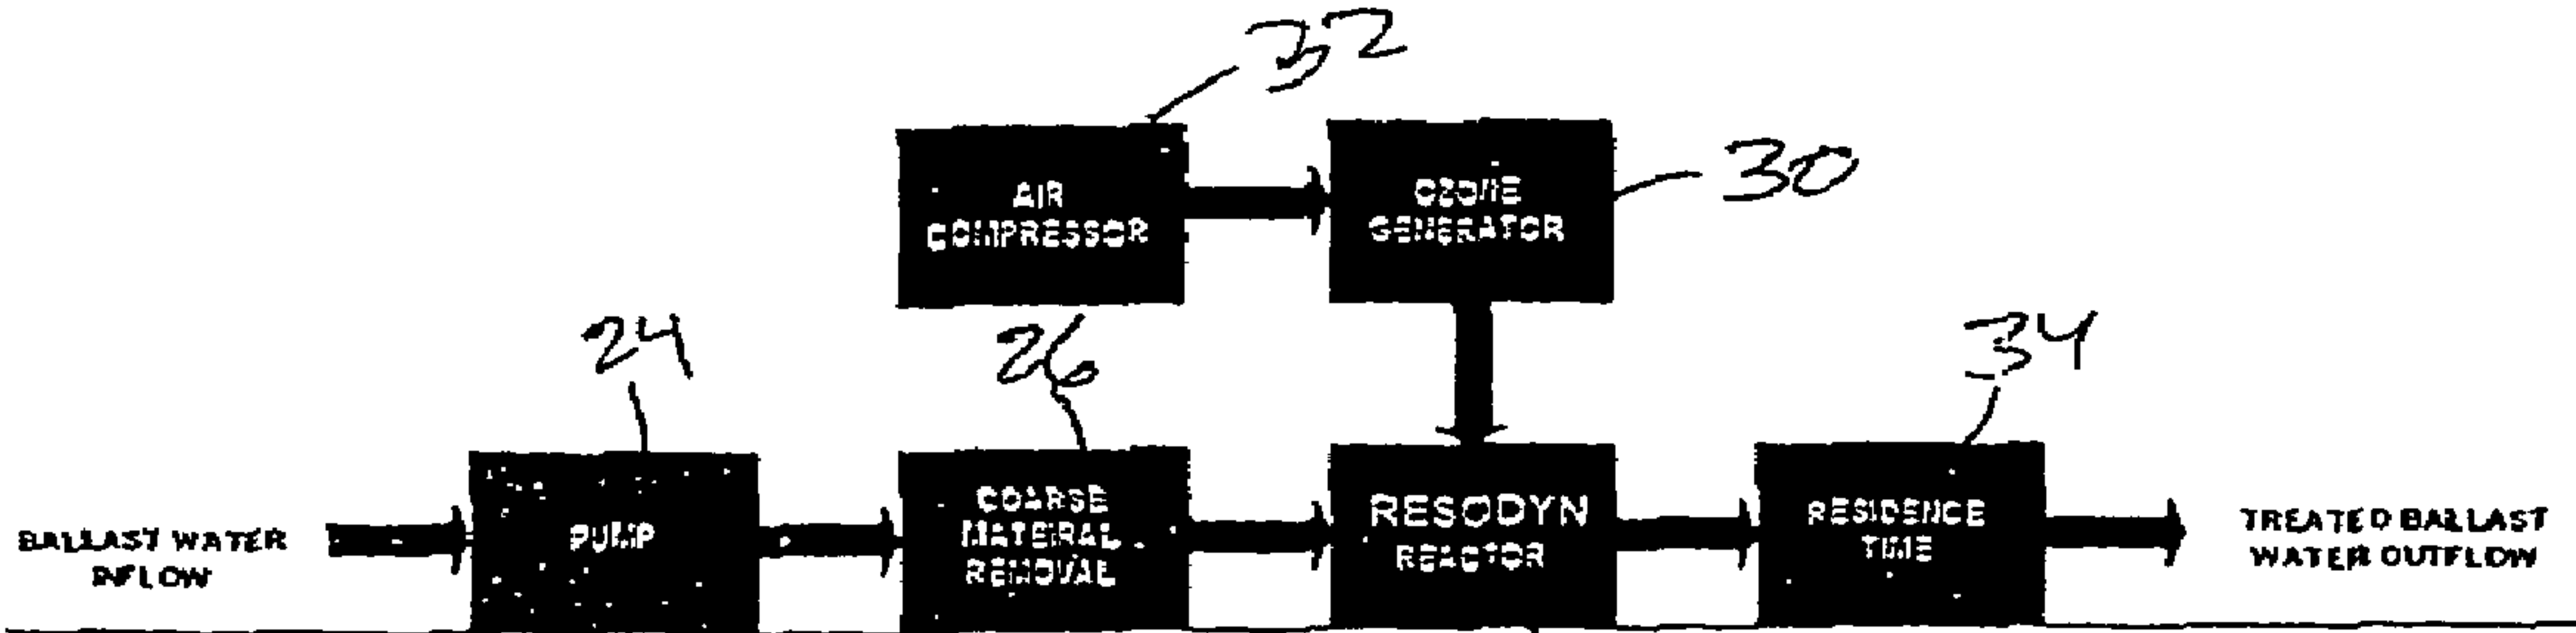 32
AIR
COMPRESSOR
OZONE
GENERATOR
30
24
26
34
BALLAST WATER
INFLOW
PUMP
COARSE
MATEIRAL
REMOVAL
RESODYN
REACTOR
RESIDENCE
TIME
TREATED BALLAST
WATER OUTFLOW